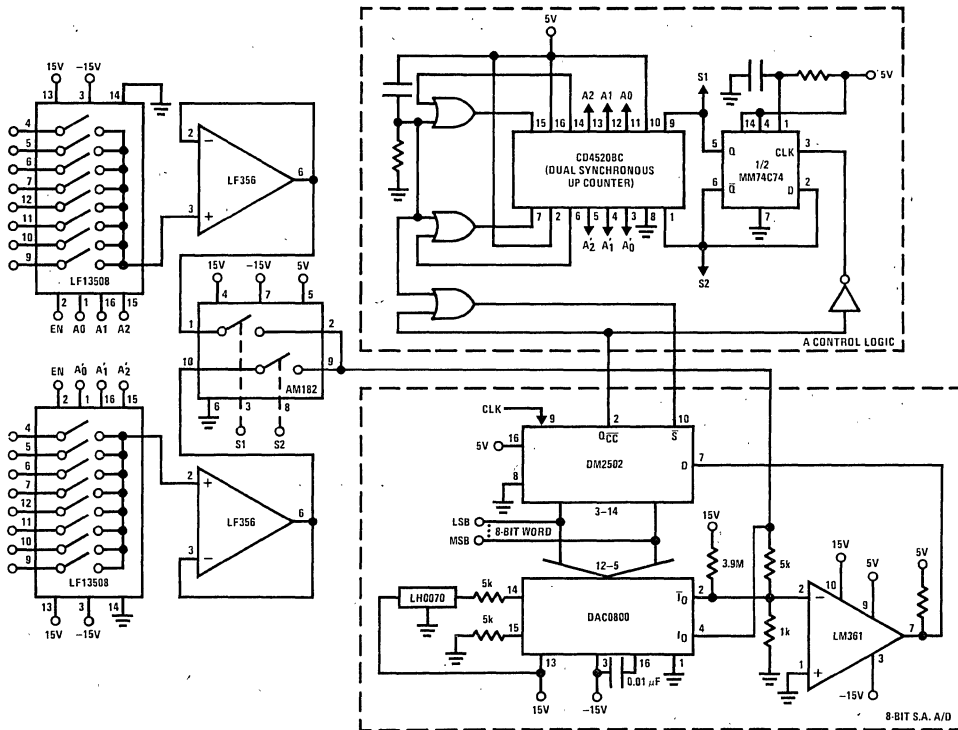 15V -15V
13 3 14
4
5
6
7
12
11
10
9
LF13508
2 1 16 15
EN A0 A1 A2
2
3
6
LF356
15V -15V 5V
4 7 5
1 2
10 9
AM182
6 3 8
S1 S2
EN A'0 A'1 A'2
2 1 16 15
4
5
6
7
12
11
10
9
LF13508
13 3 14
15V -15V
2
3
6
LF356
5V
A2 A1 A0
15 16 14 13 12 11 10 9
CD4520BC
(DUAL SYNCHRONOUS
UP COUNTER)
7 2 6 5 4 3 8 1
A'2 A'1 A'0
S1
5V
14 4 1
5 Q CLK 3
1/2
MM74C74
6 Q D 2
7
S2
A CONTROL LOGIC
CLK
9 2 10
QCC S
5V 16
DM2502
D 7
8
3-14
LSB
8-BIT WORD
MSB
12-5
LH0070
5k 14
5k 15
DAC0800
IO 2
IO 4
13 3 16 1
0.01 μF
15V -15V
15V
3.9M
5k
1k
15V 5V 5V
10 9
2
1
LM361
7
3
-15V
8-BIT S.A. A/D